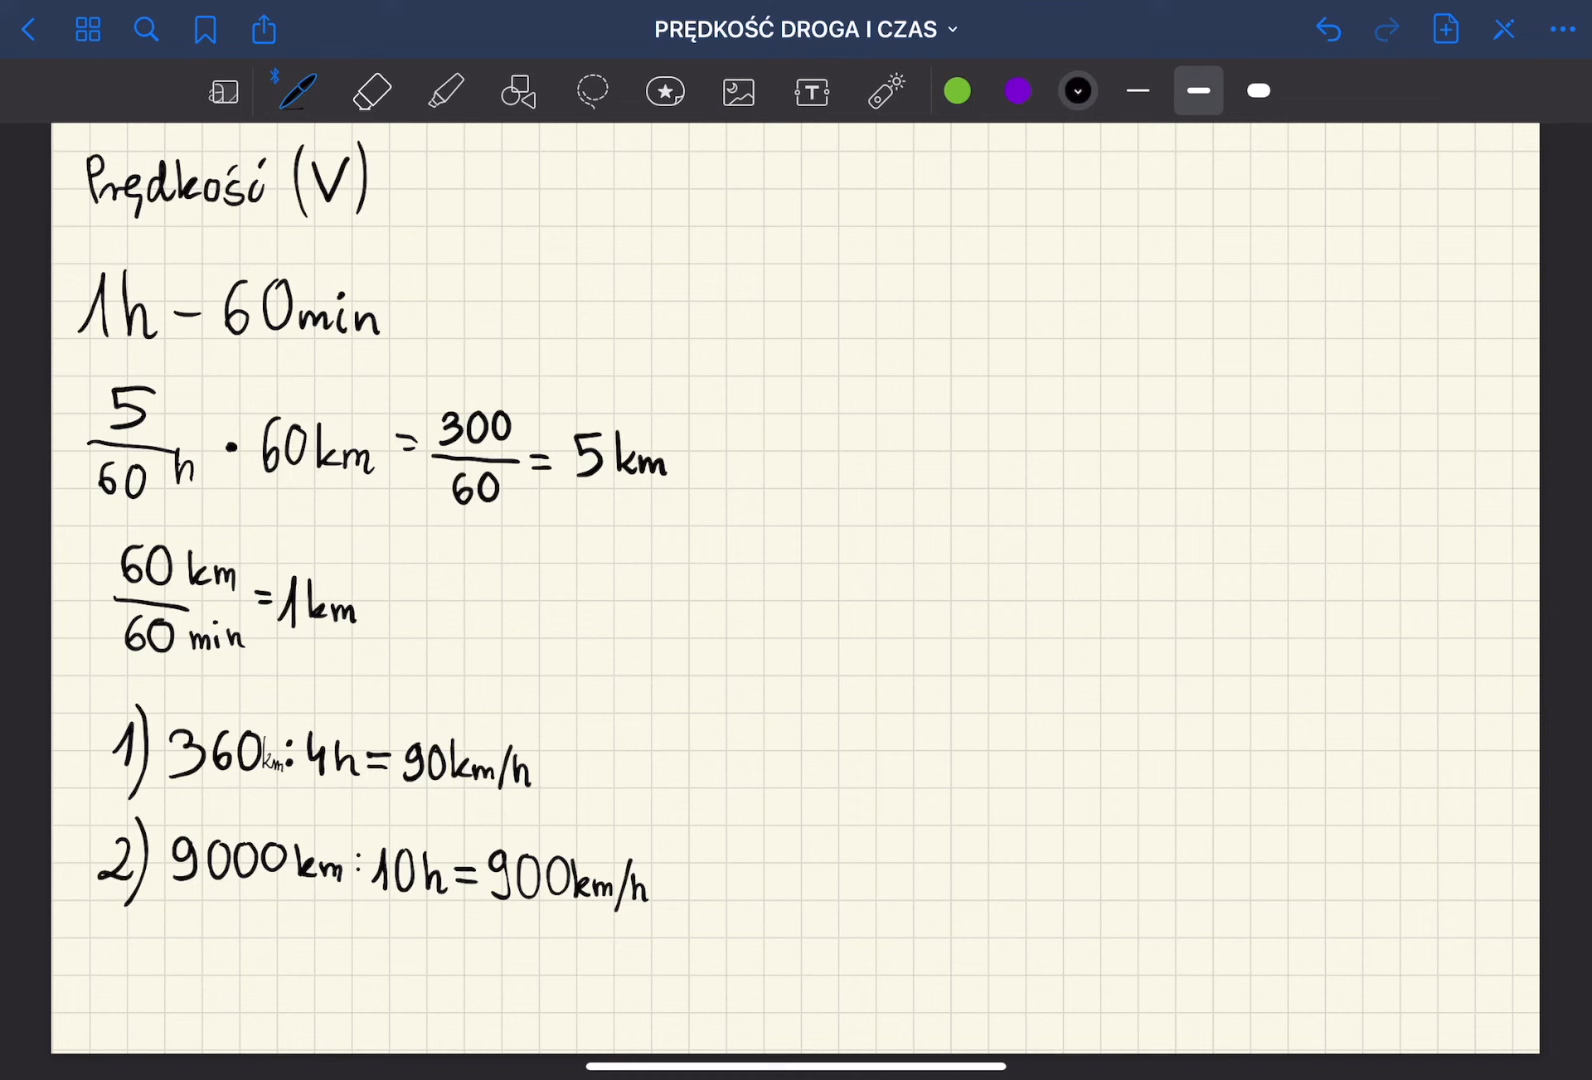 PRĘDKOŚĆ DROGA I CZAS
T
Prędkość (V)
1h - 60min
5/60 h · 60km = 300/60 = 5km
60 km/60 min = 1km
1) 360km : 4h = 90km/h
2) 9000km : 10h = 900km/h